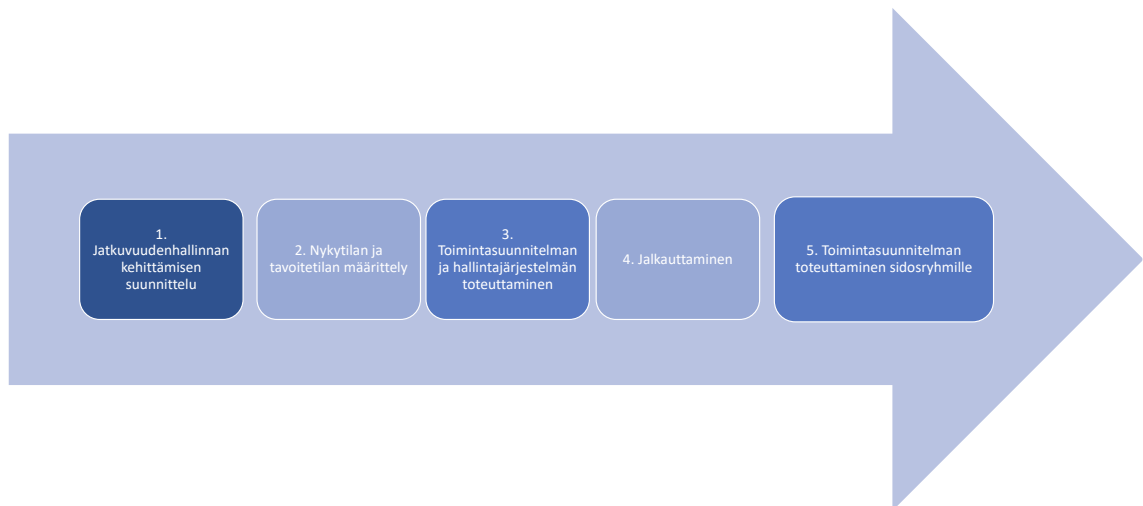 1.
Jatkuvuudenhallinnan
kehittämisen
suunnittelu
2. Nykytilan ja
tavoitetilan määrittely
3.
Toimintasuunnitelman
ja hallintajärjestelmän
toteuttaminen
4. Jalkauttaminen
5. Toimintasuunnitelman
toteuttaminen sidosryhmille